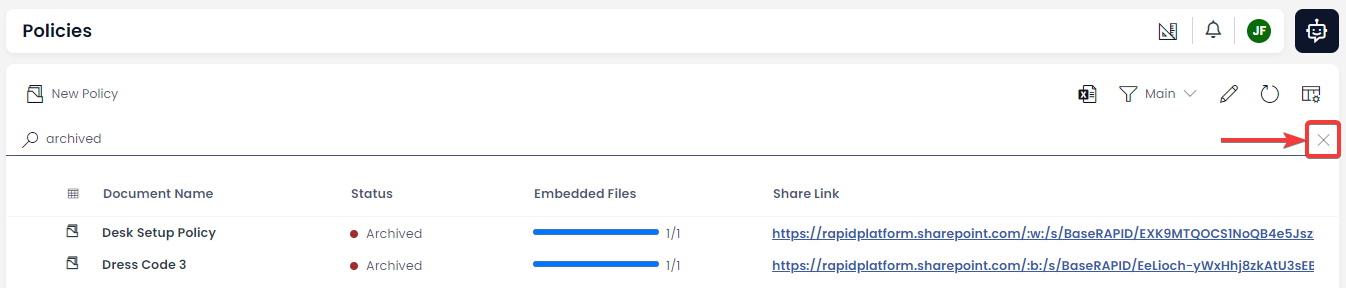 Policies
JF
New Policy
Main
archived
Document Name Status Embedded Files Share Link
Desk Setup Policy Archived 1/1 https://rapidplatform.sharepoint.com/:w:/s/BaseRAPID/EXK9MTQOCS1NoQB4e5Jsz
Dress Code 3 Archived 1/1 https://rapidplatform.sharepoint.com/:b:/s/BaseRAPID/EeLioch-yWxHhj8zkAtU3sEE